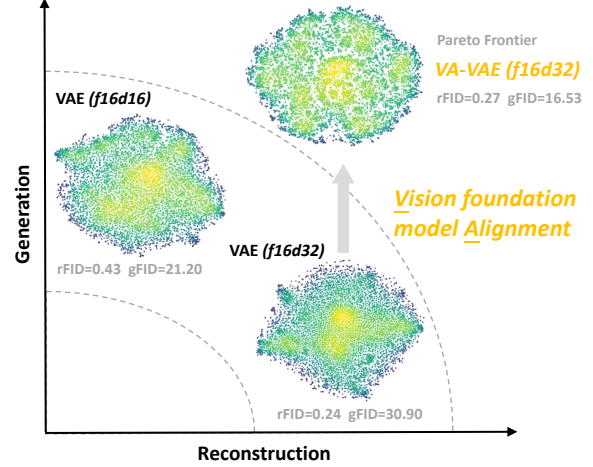 Pareto Frontier
VA-VAE (f16d32)
rFID=0.27 gFID=16.53
VAE (f16d16)
rFID=0.43 gFID=21.20
Vision foundation
model Alignment
VAE (f16d32)
rFID=0.24 gFID=30.90
Generation
Reconstruction